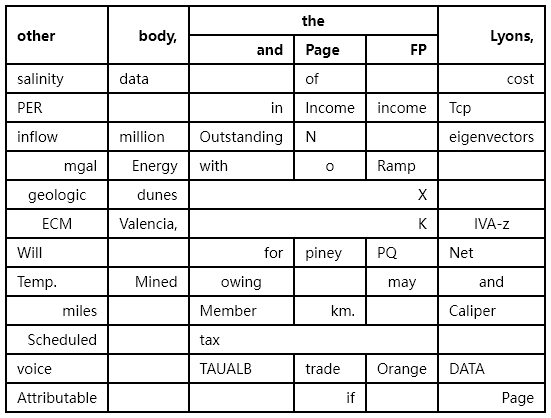 other body, the Lyons,
and Page FP
salinity data of cost
PER in Income income Tcp
inflow million Outstanding N eigenvectors
mgal Energy with o Ramp
geologic dunes X
ECM Valencia, K IVA-z
Will for piney PQ Net
Temp. Mined owing may and
miles Member km. Caliper
Scheduled tax
voice TAUALB trade Orange DATA
Attributable if Page